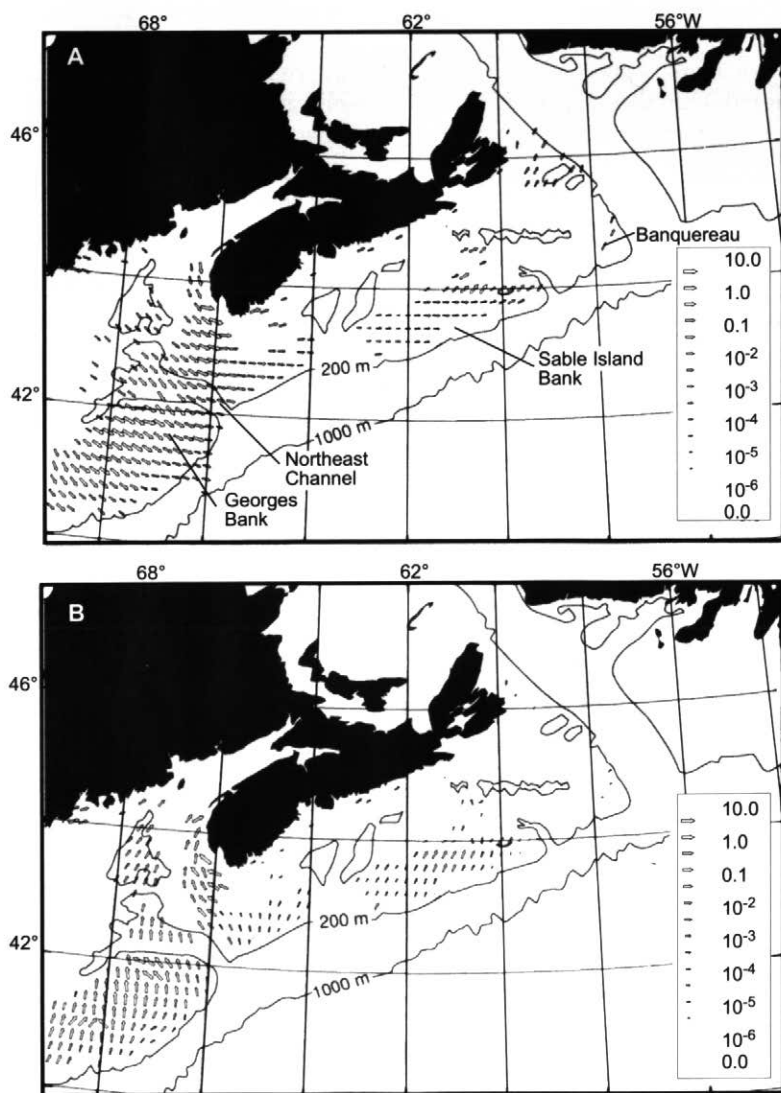 68° 62° 56°W
A
46°
Banquereau
10.0
1.0
0.1
10-2
10-3
10-4
10-5
10-6
0.0
Sable Island
Bank
200 m
42°
1000 m
Northeast
Channel
Georges
Bank
68° 62° 56°W
B
46°
10.0
1.0
0.1
10-2
10-3
10-4
10-5
10-6
0.0
200 m
42°
1000 m